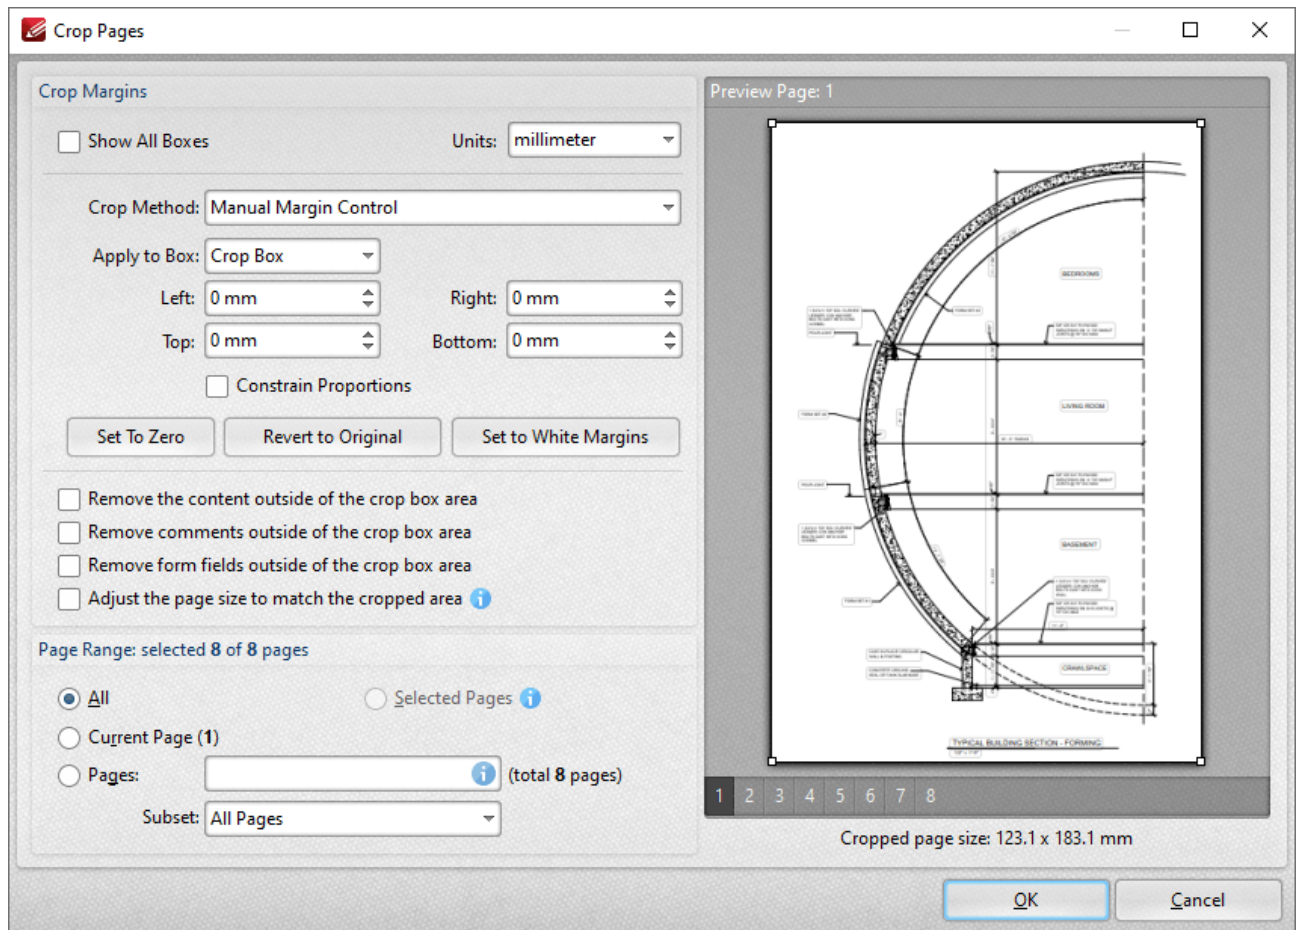 Crop Pages
Crop Margins
Show All Boxes
Units: millimeter
Crop Method: Manual Margin Control
Apply to Box: Crop Box
Left: 0 mm
Right: 0 mm
Top: 0 mm
Bottom: 0 mm
Constrain Proportions
Set To Zero
Revert to Original
Set to White Margins
Remove the content outside of the crop box area
Remove comments outside of the crop box area
Remove form fields outside of the crop box area
Adjust the page size to match the cropped area
Page Range: selected 8 of 8 pages
All
Selected Pages
Current Page (1)
Pages:
(total 8 pages)
Subset: All Pages
Preview Page: 1
BEDROOMS
LIVING ROOM
BASEMENT
CRAWLSPACE
TYPICAL BUILDING SECTION - FORMING
1 2 3 4 5 6 7 8
Cropped page size: 123.1 x 183.1 mm
OK
Cancel